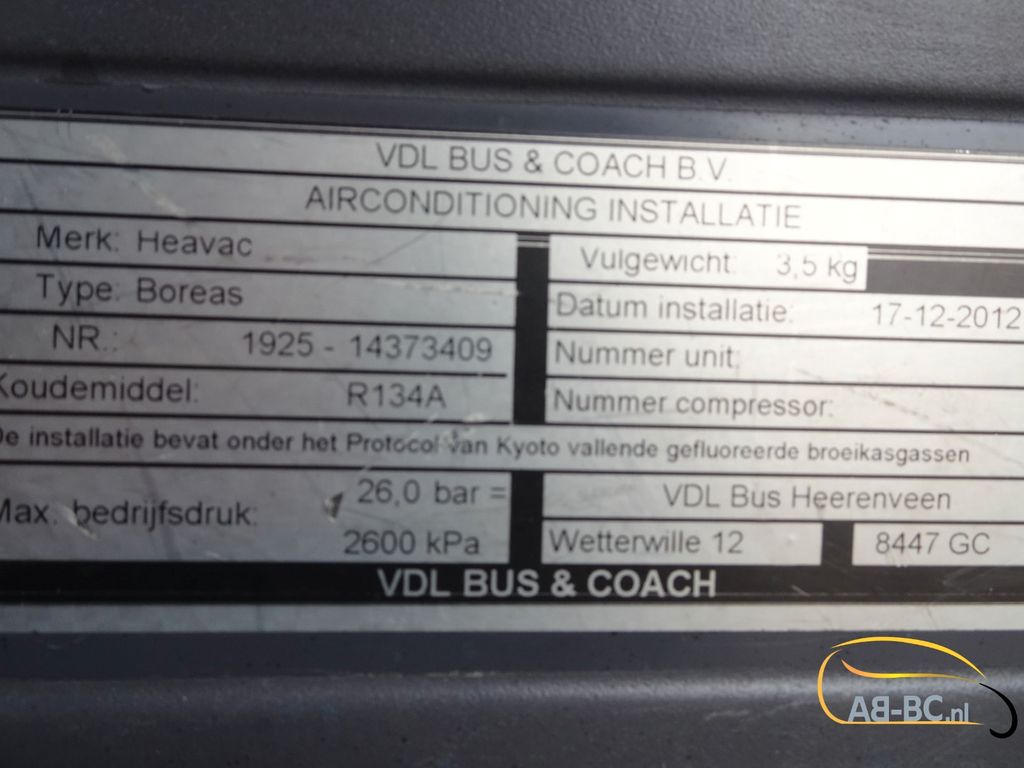 VDL BUS & COACH B.V.
AIRCONDITIONING INSTALLATIE
Merk: Heavac
Vulgewicht: 3,5 kg
Type: Boreas
Datum installatie: 17-12-2012
NR.: 1925 - 14373409
Nummer unit:
Koudemiddel: R134A
Nummer compressor:
De installatie bevat onder het Protocol van Kyoto vallende gefluoreerde broeikasgassen
Max. bedrijfsdruk: 26,0 bar =
2600 kPa
VDL Bus Heerenveen
Wetterwille 12 8447 GC
VDL BUS & COACH
AB-BC.nl